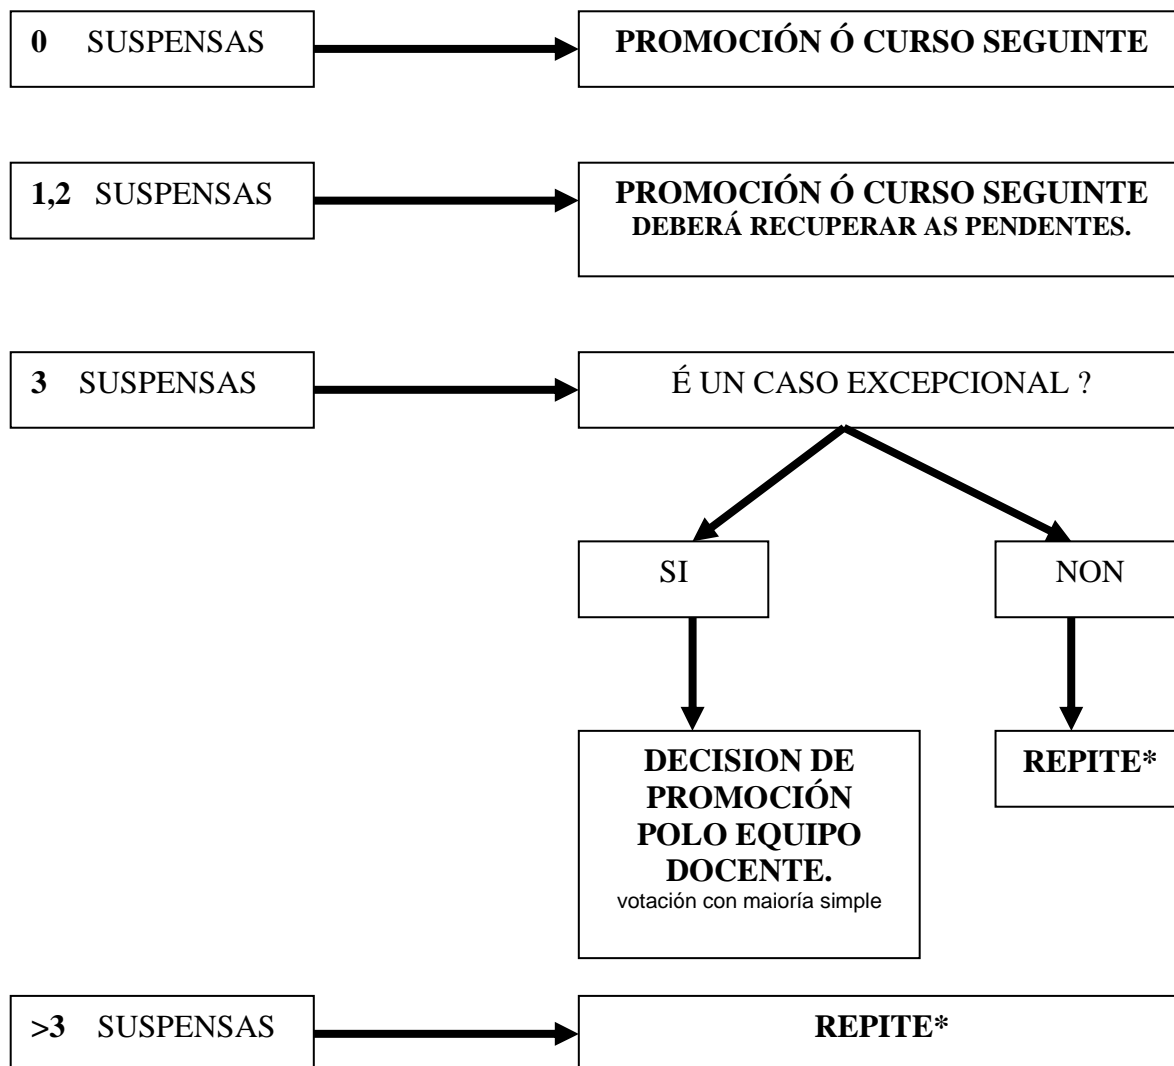 0 SUSPENSAS
PROMOCIÓN Ó CURSO SEGUINTE
1,2 SUSPENSAS
PROMOCIÓN Ó CURSO SEGUINTE
DEBERÁ RECUPERAR AS PENDENTES.
3 SUSPENSAS
É UN CASO EXCEPCIONAL ?
SI
NON
DECISION DE
PROMOCIÓN
POLO EQUIPO
DOCENTE.
votación con maioría simple
REPITE*
>3 SUSPENSAS
REPITE*